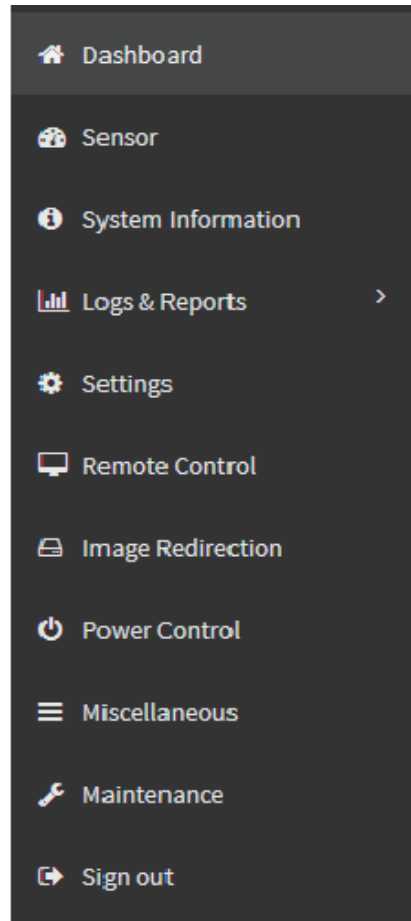 Dashboard
Sensor
System Information
Logs & Reports
Settings
Remote Control
Image Redirection
Power Control
Miscellaneous
Maintenance
Sign out